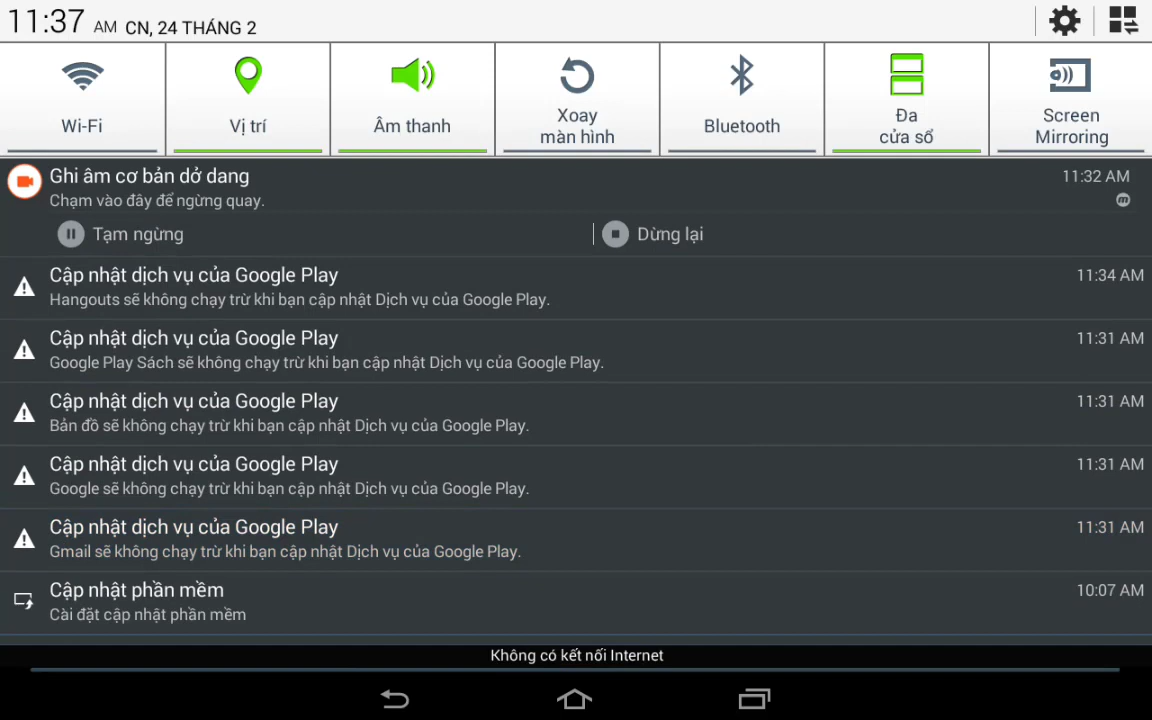 11:37 AM CN, 24 THÁNG 2
Wi-Fi
Vị trí
Âm thanh
Xoay
màn hình
Bluetooth
Đa
cửa sổ
Screen
Mirroring
Ghi âm cơ bản dở dang 11:32 AM
Chạm vào đây để ngừng quay.
Tạm ngừng
Dừng lại
Cập nhật dịch vụ của Google Play 11:34 AM
Hangouts sẽ không chạy trừ khi bạn cập nhật Dịch vụ của Google Play.
Cập nhật dịch vụ của Google Play 11:31 AM
Google Play Sách sẽ không chạy trừ khi bạn cập nhật Dịch vụ của Google Play.
Cập nhật dịch vụ của Google Play 11:31 AM
Bản đồ sẽ không chạy trừ khi bạn cập nhật Dịch vụ của Google Play.
Cập nhật dịch vụ của Google Play 11:31 AM
Google sẽ không chạy trừ khi bạn cập nhật Dịch vụ của Google Play.
Cập nhật dịch vụ của Google Play 11:31 AM
Gmail sẽ không chạy trừ khi bạn cập nhật Dịch vụ của Google Play.
Cập nhật phần mềm 10:07 AM
Cài đặt cập nhật phần mềm
Không có kết nối Internet